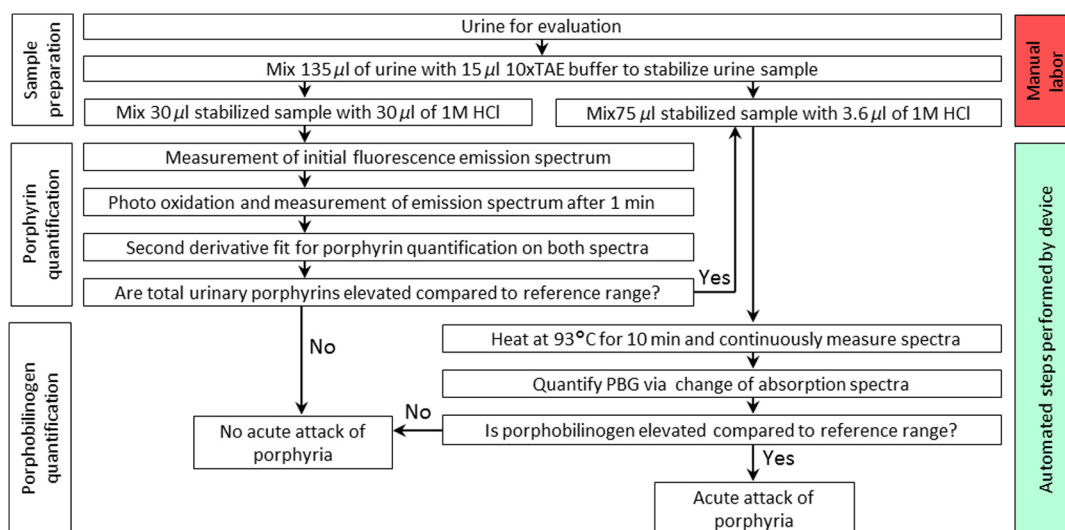 Sample
preparation
Urine for evaluation
Mix 135 µl of urine with 15 µl 10xTAE buffer to stabilize urine sample
Mix 30 µl stabilized sample with 30 µl of 1M HCl
Mix75 µl stabilized sample with 3.6 µl of 1M HCl
Manual
labor
Porphyrin
quantification
Measurement of initial fluorescence emission spectrum
Photo oxidation and measurement of emission spectrum after 1 min
Second derivative fit for porphyrin quantification on both spectra
Are total urinary porphyrins elevated compared to reference range?
Yes
No
Automated steps performed by device
Porphobilinogen
quantification
Heat at 93°C for 10 min and continuously measure spectra
Quantify PBG via change of absorption spectra
Is porphobilinogen elevated compared to reference range?
No
Yes
No acute attack of
porphyria
Acute attack of
porphyria